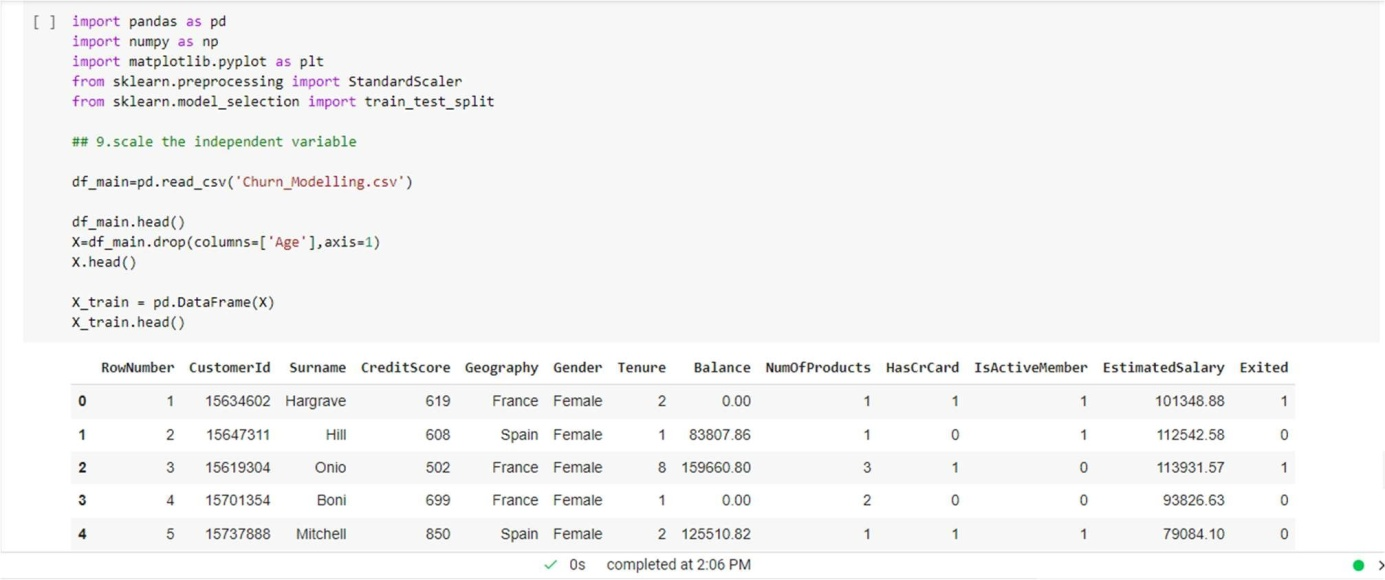 [ ] import pandas as pd
import numpy as np
import matplotlib.pyplot as plt
from sklearn.preprocessing import StandardScaler
from sklearn.model_selection import train_test_split
## 9.scale the independent variable
df_main=pd.read_csv('Churn_Modelling.csv')
df_main.head()
X=df_main.drop(columns=['Age'],axis=1)
X.head()
X_train = pd.DataFrame(X)
X_train.head()
RowNumber CustomerId Surname CreditScore Geography Gender Tenure Balance NumOfProducts HasCrCard IsActiveMember EstimatedSalary Exited
0 1 15634602 Hargrave 619 France Female 2 0.00 1 1 1 101348.88 1
1 2 15647311 Hill 608 Spain Female 1 83807.86 1 0 1 112542.58 0
2 3 15619304 Onio 502 France Female 8 159660.80 3 1 0 113931.57 1
3 4 15701354 Boni 699 France Female 1 0.00 2 0 0 93826.63 0
4 5 15737888 Mitchell 850 Spain Female 2 125510.82 1 1 1 79084.10 0
✓ 0s completed at 2:06 PM